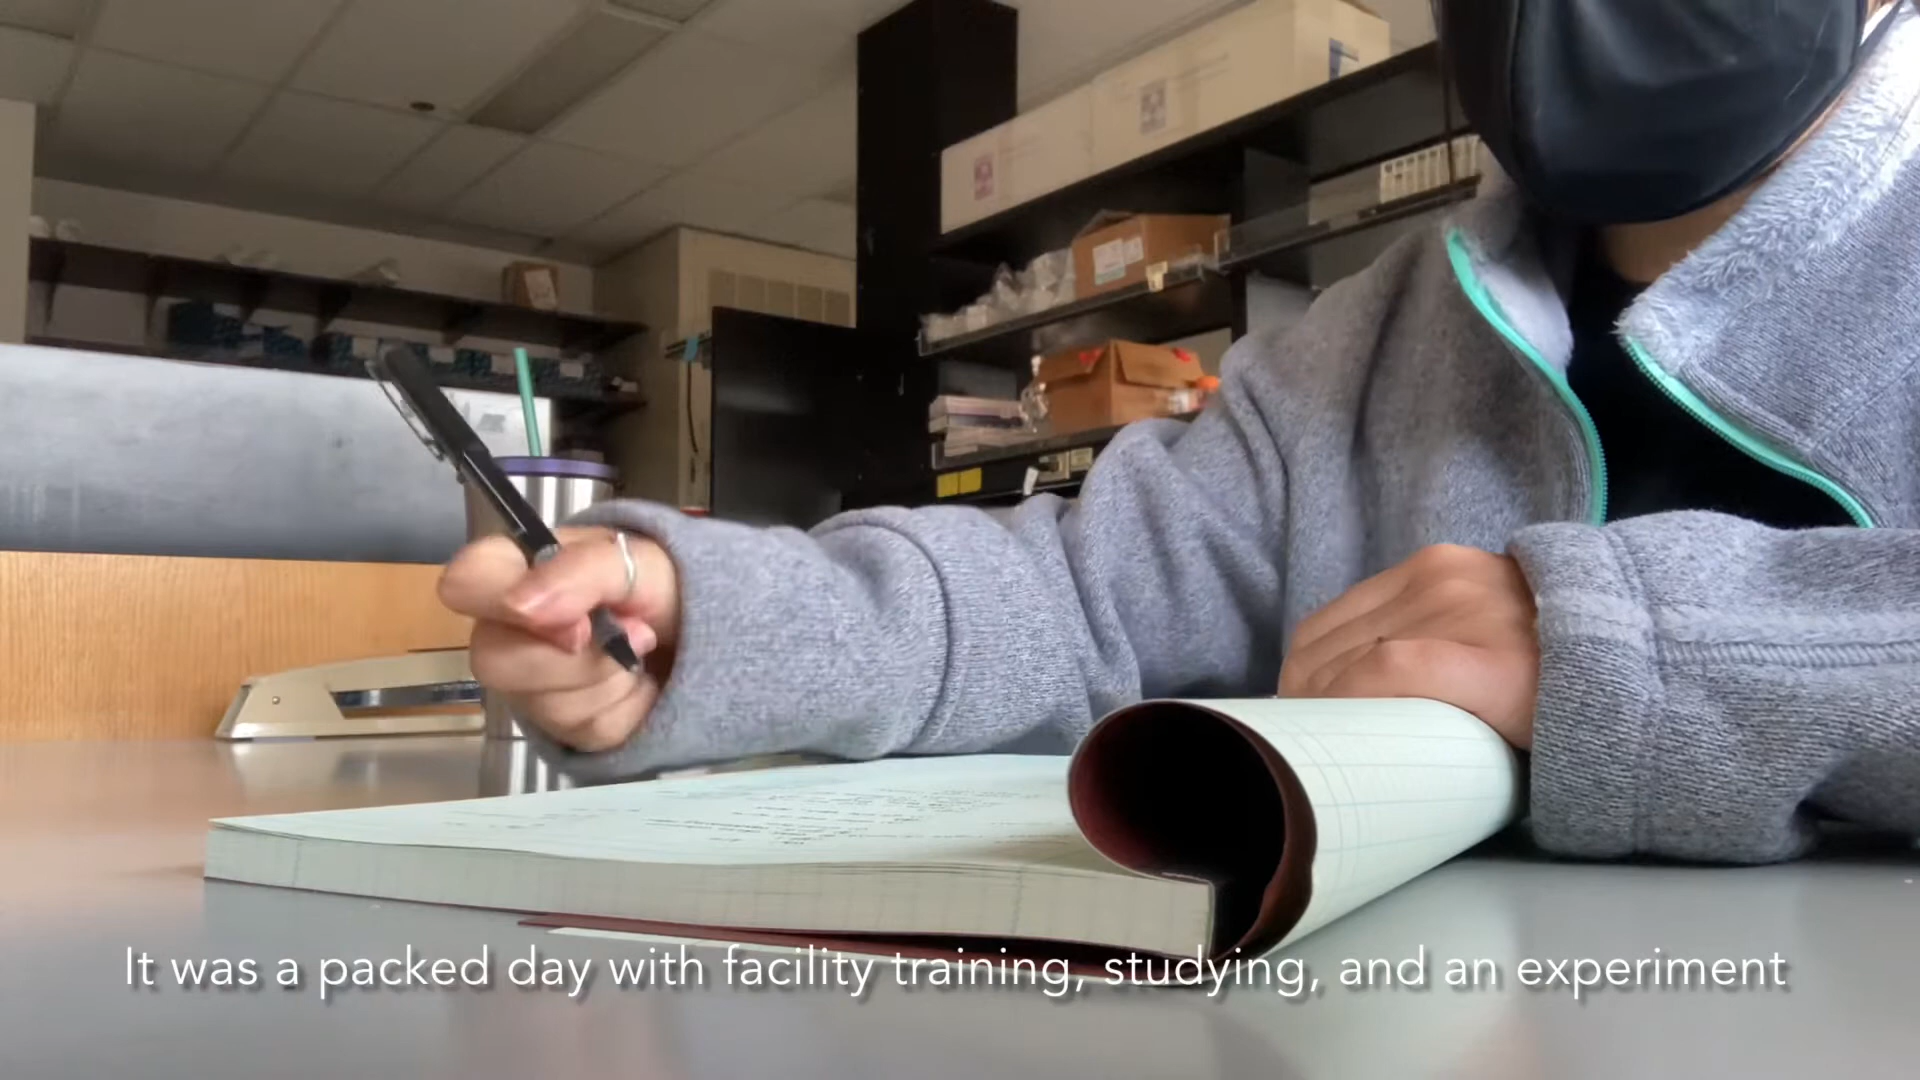 It was a packed day with facility training, studying, and an experiment